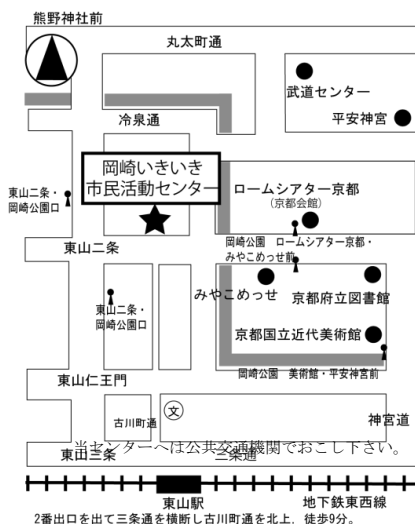 熊野神社前
丸太町通
武道センター
平安神宮
冷泉通
岡崎いきいき
市民活動センター
ロームシアター京都
(京都会館)
東山二条・
岡崎公園口
東山二条
岡崎公園 ロームシアター京都・
みやこめっせ前
みやこめっせ
京都府立図書館
東山二条・
岡崎公園口
京都国立近代美術館
東山仁王門
岡崎公園 美術館・平安神宮前
文
古川町通
神宮道
当センターへは公共交通機関でおこし下さい。
東山三条
三条通
東山駅
地下鉄東西線
2番出口を出て三条通を横断し古川町通を北上．徒歩9分。